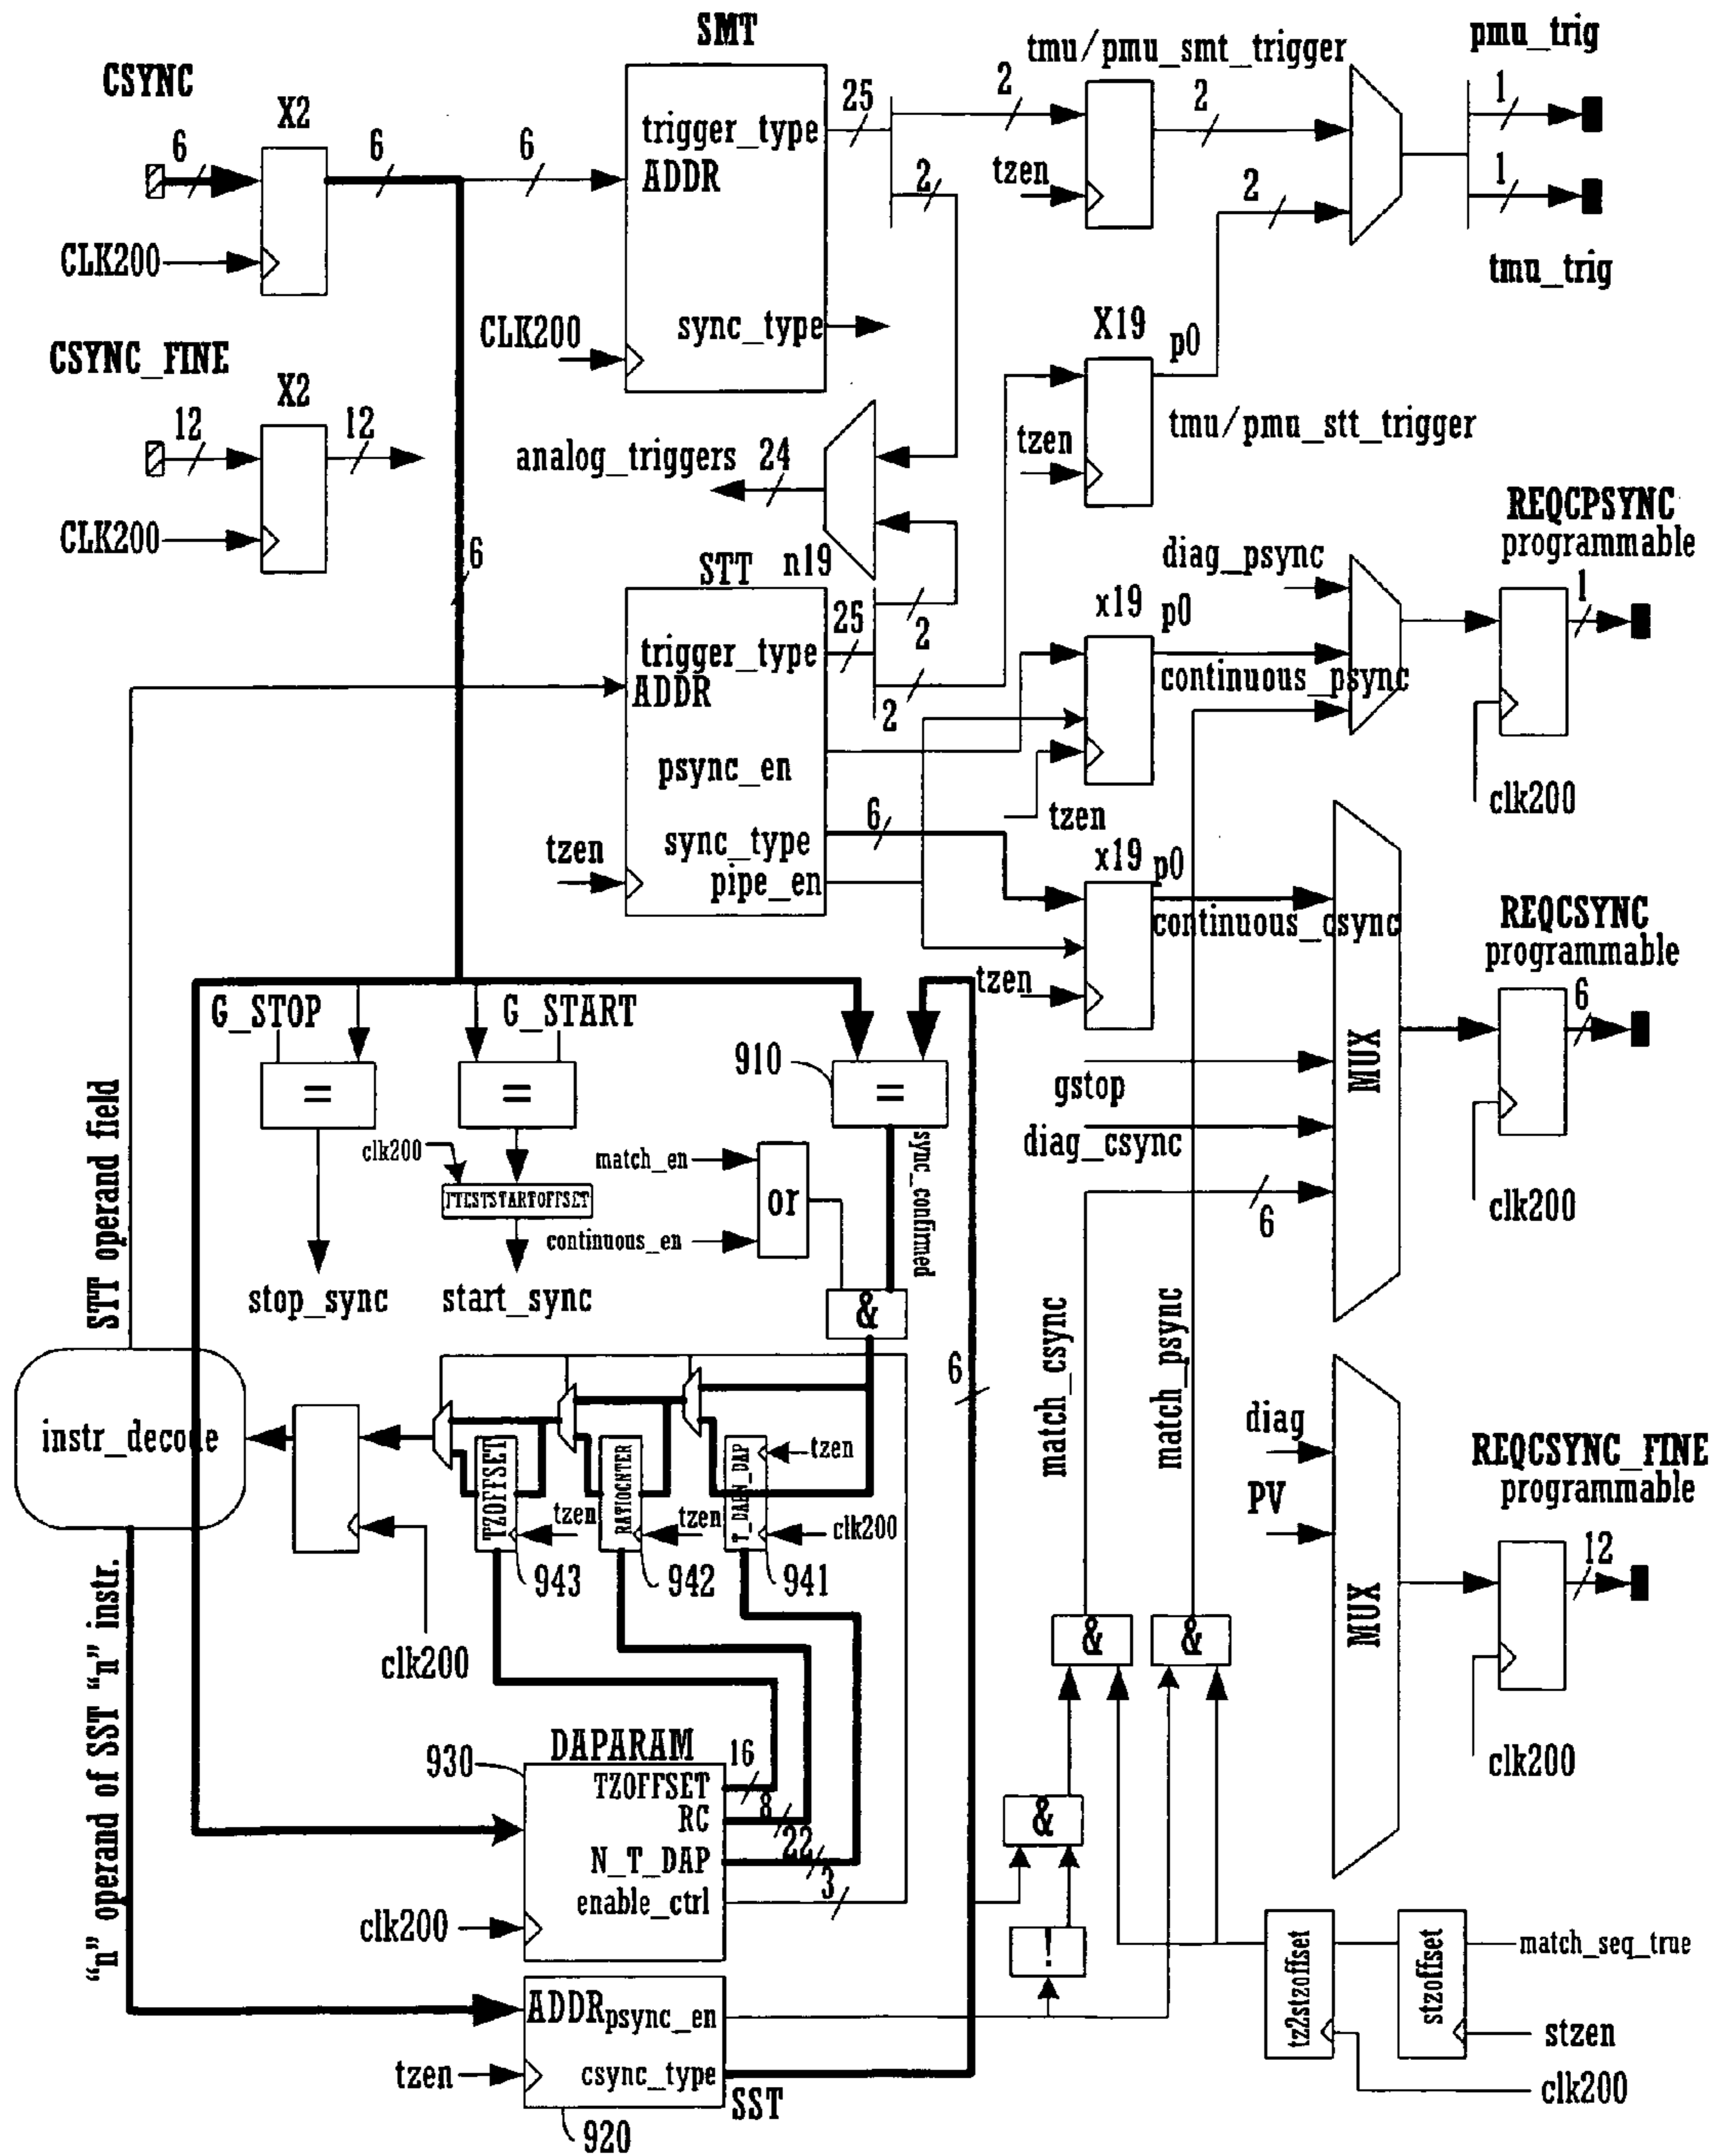 SMT
tmu/pmu_smt_trigger
pmu_trig
CSYNC
X2
25
2
2
1
6
6
6
trigger_type
ADDR
tzen
2
2
1
CLK200
CLK200
sync_type
tmu_trig
X19
p0
CSYNC_FINE
X2
12
12
analog_triggers
24
tzen
tmu/pmu_stt_trigger
CLK200
6
REQCPSYNC
programmable
STT
n19
diag_psync
1
25
2
x19
p0
trigger_type
ADDR
2
continuous_psync
psync_en
tzen
clk200
sync_type
6
tzen
pipe_en
x19
p0
continuous_csync
REQCSYNC
programmable
6
G_STOP
G_START
tzen
910
=
=
=
gstop
MUX
STT operand field
clk200
match_en
or
sync_confirmed
diag_csync
TESTSTARTOFFSET
continuous_en
6
clk200
stop_sync
start_sync
&
match_csync
match_psync
6
instr_decode
TZOFFSET
tzen
RATIOCNTER
tzen
T_DAPN_DAP
tzen
clk200
943
942
941
diag
PV
MUX
REQCSYNC_FINE
programmable
12
clk200
&
&
clk200
"n" operand of SST "n" instr.
DAPARAM
930
TZOFFSET
16
RC
8
N_T_DAP
22
enable_ctrl
3
clk200
&
!
tz2stzoffset
stzoffset
match_seq_true
ADDR
psync_en
stzen
tzen
csync_type
clk200
SST
920